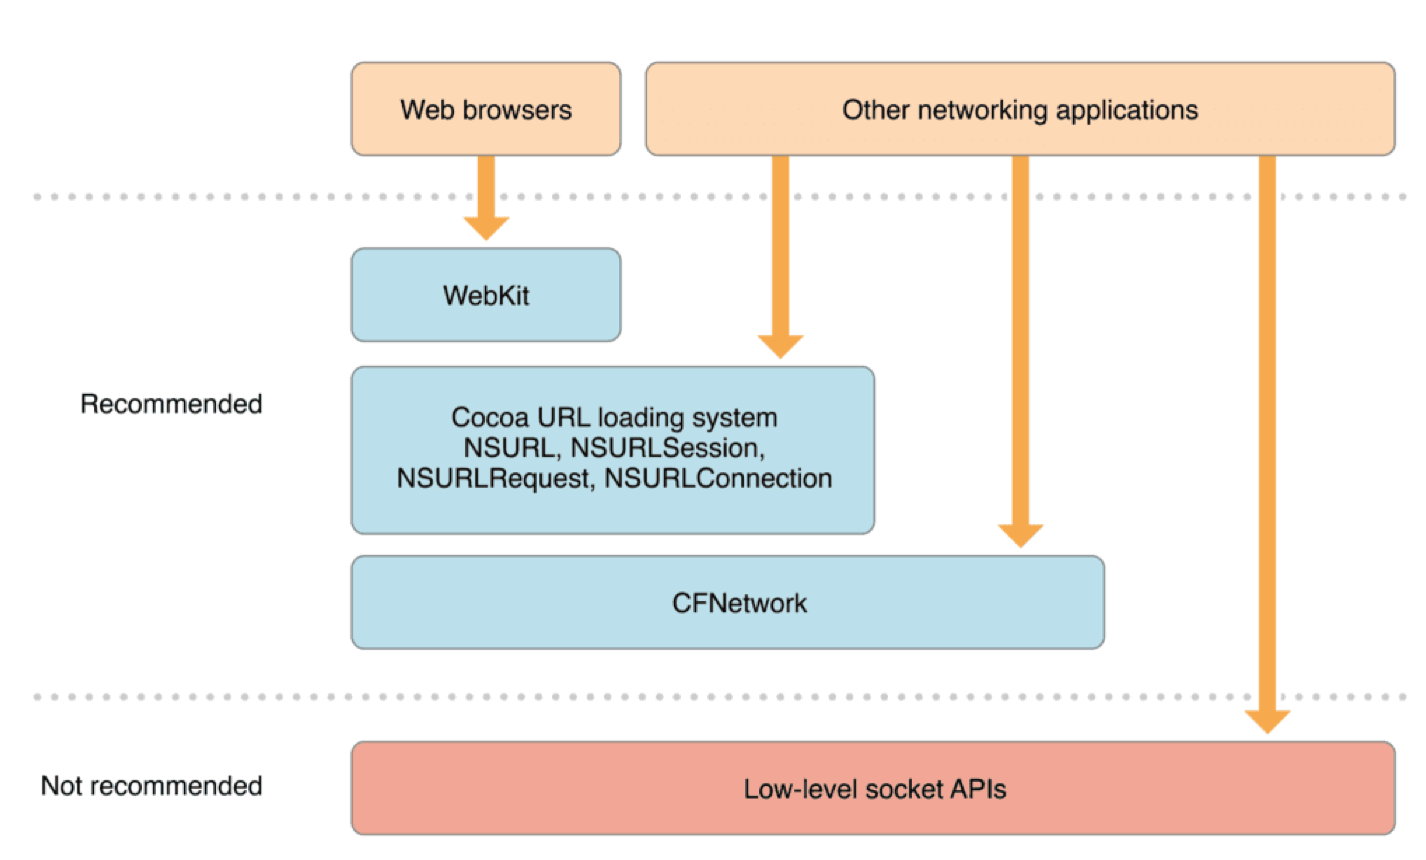 Web browsers
Other networking applications
WebKit
Recommended
Cocoa URL loading system
NSURL, NSURLSession,
NSURLRequest, NSURLConnection
CFNetwork
Not recommended
Low-level socket APIs